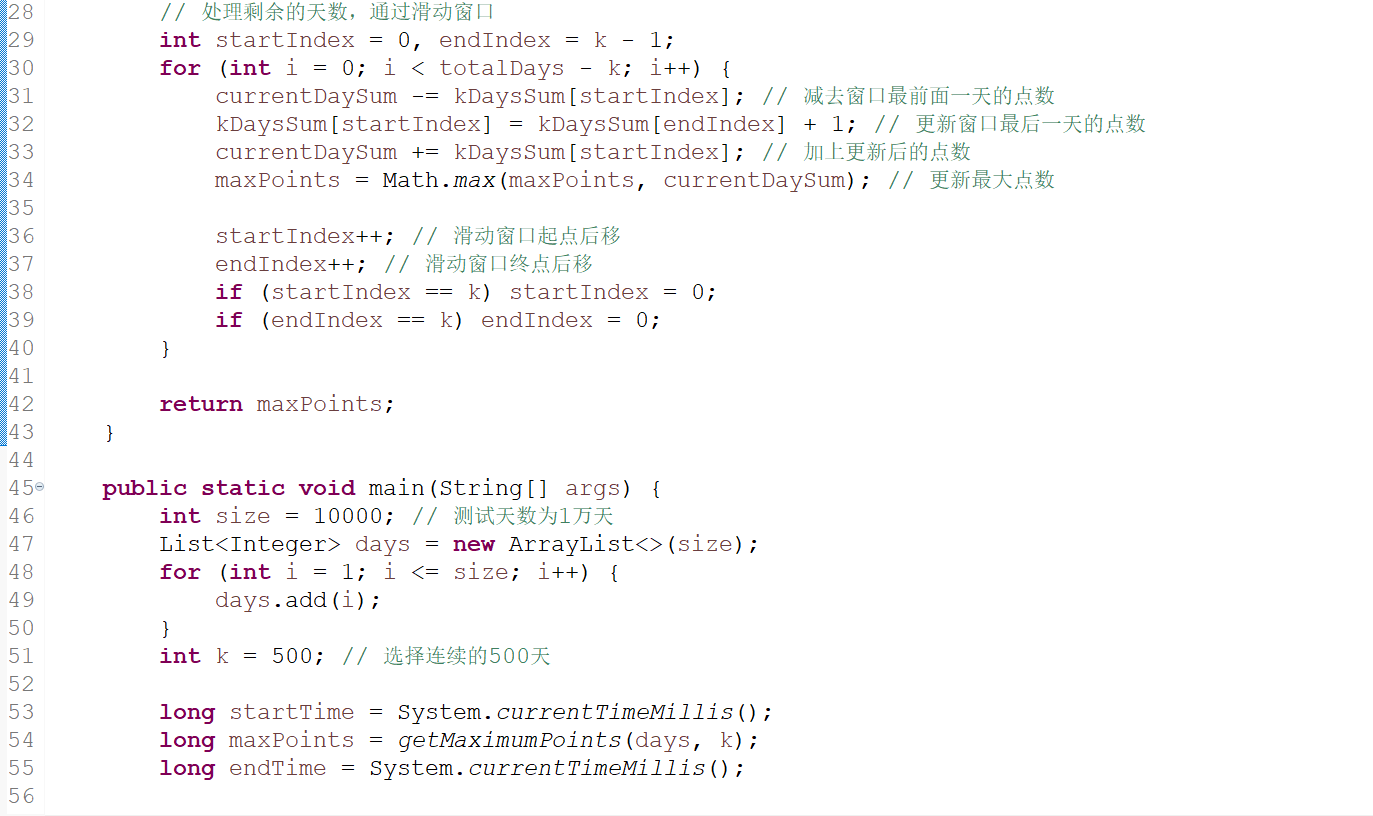 28 // 处理剩余的天数，通过滑动窗口
29 int startIndex = 0, endIndex = k - 1;
30 for (int i = 0; i < totalDays - k; i++) {
31 currentDaySum -= kDaysSum[startIndex]; // 减去窗口最前面一天的点数
32 kDaysSum[startIndex] = kDaysSum[endIndex] + 1; // 更新窗口最后一天的点数
33 currentDaySum += kDaysSum[startIndex]; // 加上更新后的点数
34 maxPoints = Math.max(maxPoints, currentDaySum); // 更新最大点数
35
36 startIndex++; // 滑动窗口起点后移
37 endIndex++; // 滑动窗口终点后移
38 if (startIndex == k) startIndex = 0;
39 if (endIndex == k) endIndex = 0;
40 }
41
42 return maxPoints;
43 }
44
45 public static void main(String[] args) {
46 int size = 10000; // 测试天数为1万天
47 List<Integer> days = new ArrayList<>(size);
48 for (int i = 1; i <= size; i++) {
49 days.add(i);
50 }
51 int k = 500; // 选择连续的500天
52
53 long startTime = System.currentTimeMillis();
54 long maxPoints = getMaximumPoints(days, k);
55 long endTime = System.currentTimeMillis();
56